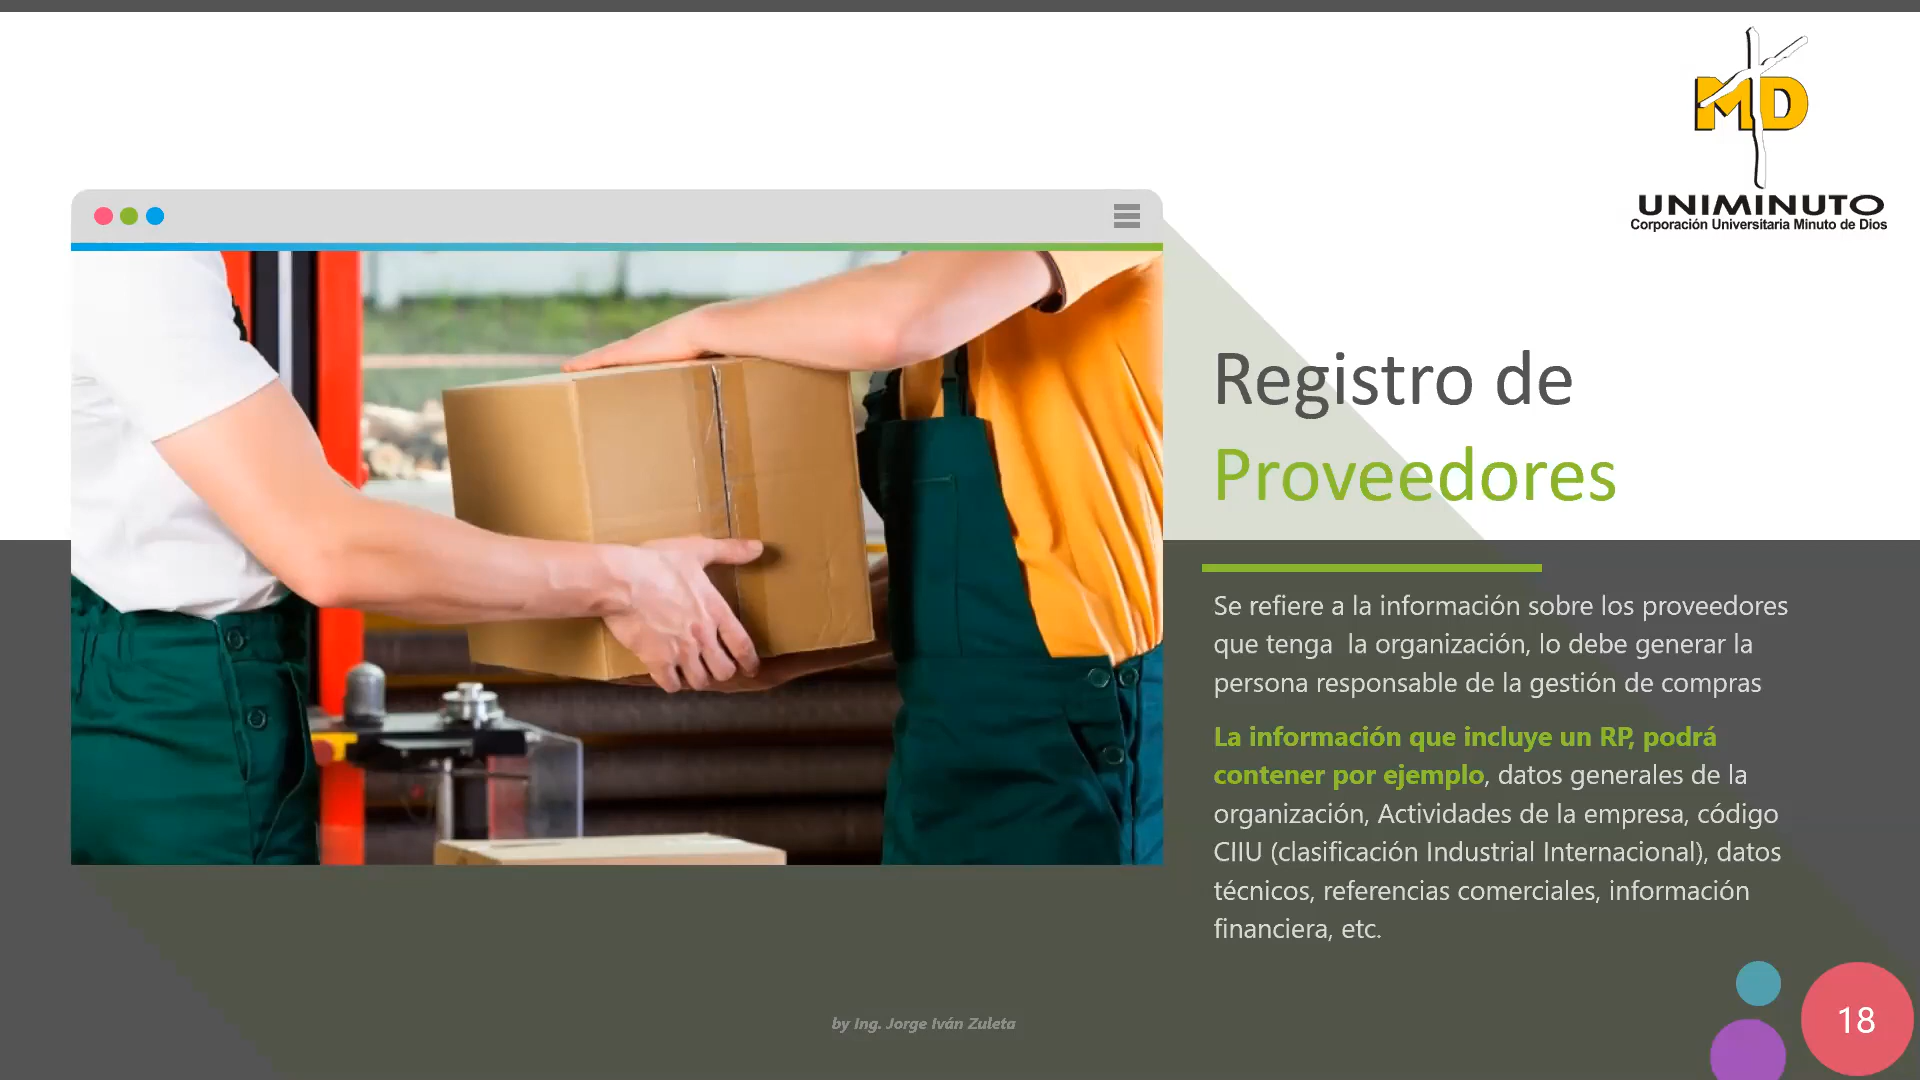 MD
UNIMINUTO
Corporación Universitaria Minuto de Dios
Registro de
Proveedores
Se refiere a la información sobre los proveedores
que tenga  la organización, lo debe generar la
persona responsable de la gestión de compras
La información que incluye un RP, podrá
contener por ejemplo, datos generales de la
organización, Actividades de la empresa, código
CIIU (clasificación Industrial Internacional), datos
técnicos, referencias comerciales, información
financiera, etc.
by Ing. Jorge Iván Zuleta
18